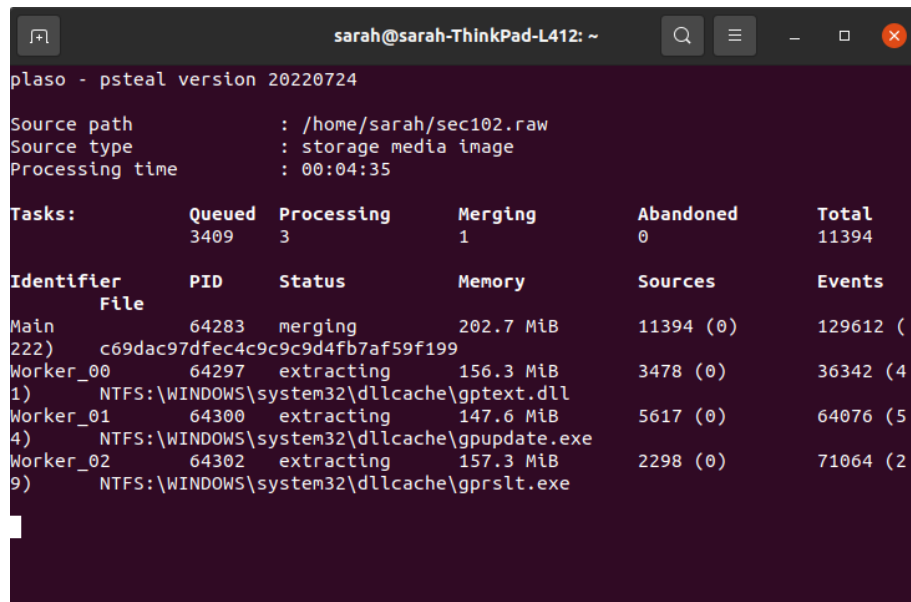 sarah@sarah-ThinkPad-L412: ~
plaso - psteal version 20220724
Source path : /home/sarah/sec102.raw
Source type : storage media image
Processing time : 00:04:35
Tasks: Queued Processing Merging Abandoned Total
3409 3 1 0 11394
Identifier PID Status Memory Sources Events
File
Main 64283 merging 202.7 MiB 11394 (0) 129612 (
222) c69dac97dfec4c9c9c9d4fb7af59f199
Worker_00 64297 extracting 156.3 MiB 3478 (0) 36342 (4
1) NTFS:\WINDOWS\system32\dllcache\gptext.dll
Worker_01 64300 extracting 147.6 MiB 5617 (0) 64076 (5
4) NTFS:\WINDOWS\system32\dllcache\gpupdate.exe
Worker_02 64302 extracting 157.3 MiB 2298 (0) 71064 (2
9) NTFS:\WINDOWS\system32\dllcache\gprslt.exe